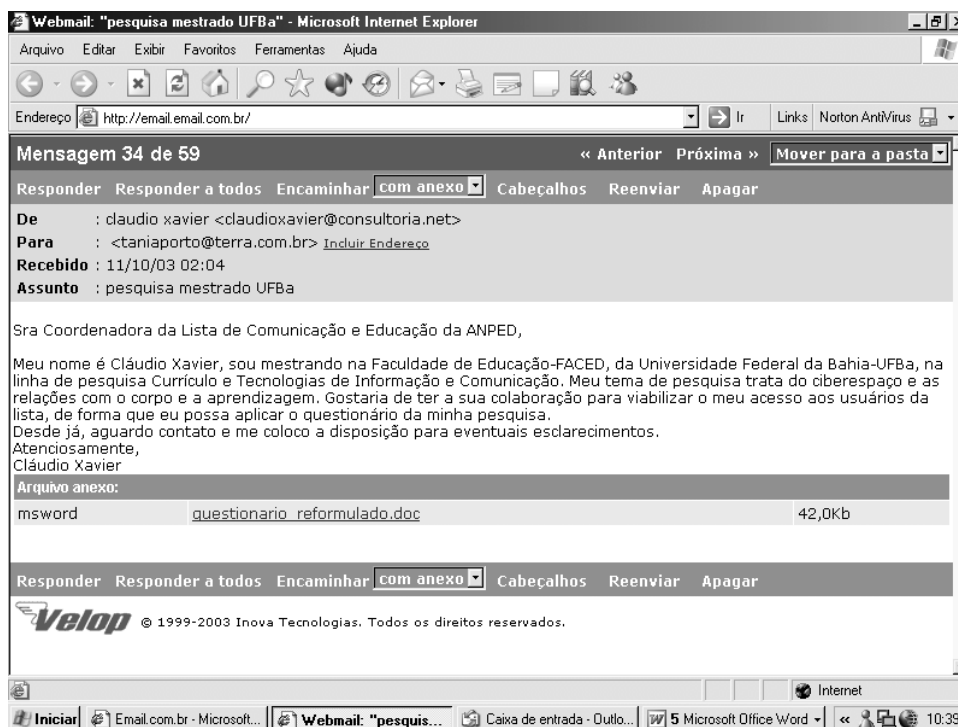 Webmail: "pesquisa mestrado UFBa" - Microsoft Internet Explorer
Arquivo Editar Exibir Favoritos Ferramentas Ajuda
Endereço http://email.email.com.br/ Ir Links Norton AntiVirus
Mensagem 34 de 59 « Anterior Próxima » Mover para a pasta
Responder Responder a todos Encaminhar com anexo Cabeçalhos Reenviar Apagar
De : claudio xavier <claudioxavier@consultoria.net>
Para : <taniaporto@terra.com.br> Incluir Endereço
Recebido : 11/10/03 02:04
Assunto : pesquisa mestrado UFBa
Sra Coordenadora da Lista de Comunicação e Educação da ANPED,
Meu nome é Cláudio Xavier, sou mestrando na Faculdade de Educação-FACED, da Universidade Federal da Bahia-UFBa, na
linha de pesquisa Currículo e Tecnologias de Informação e Comunicação. Meu tema de pesquisa trata do ciberespaço e as
relações com o corpo e a aprendizagem. Gostaria de ter a sua colaboração para viabilizar o meu acesso aos usuários da
lista, de forma que eu possa aplicar o questionário da minha pesquisa.
Desde já, aguardo contato e me coloco a disposição para eventuais esclarecimentos.
Atenciosamente,
Cláudio Xavier
Arquivo anexo:
msword questionario_reformulado.doc 42,0Kb
Responder Responder a todos Encaminhar com anexo Cabeçalhos Reenviar Apagar
Velop © 1999-2003 Inova Tecnologias. Todos os direitos reservados.
Internet
Iniciar Email.com.br - Microsoft... Webmail: "pesquis... Caixa de entrada - Outlo... 5 Microsoft Office Word « 10:39